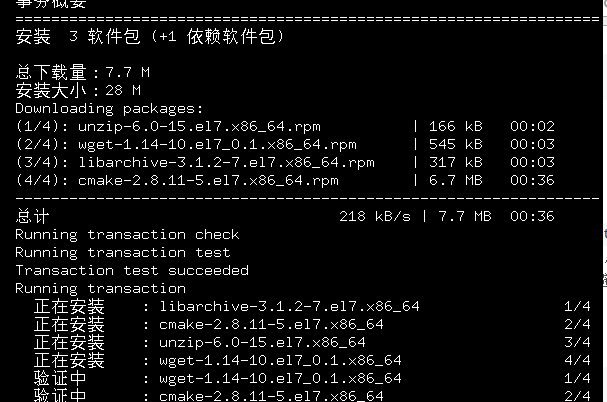 事务概要
================================================================
安装  3 软件包 (+1 依赖软件包)
总下载量：7.7 M
安装大小：28 M
Downloading packages:
(1/4): unzip-6.0-15.el7.x86_64.rpm | 166 kB 00:02
(2/4): wget-1.14-10.el7_0.1.x86_64.rpm | 545 kB 00:03
(3/4): libarchive-3.1.2-7.el7.x86_64.rpm | 317 kB 00:03
(4/4): cmake-2.8.11-5.el7.x86_64.rpm | 6.7 MB 00:36
----------------------------------------------------------------
总计 218 kB/s | 7.7 MB 00:36
Running transaction check
Running transaction test
Transaction test succeeded
Running transaction
正在安装 : libarchive-3.1.2-7.el7.x86_64 1/4
正在安装 : cmake-2.8.11-5.el7.x86_64 2/4
正在安装 : unzip-6.0-15.el7.x86_64 3/4
正在安装 : wget-1.14-10.el7_0.1.x86_64 4/4
验证中 : wget-1.14-10.el7_0.1.x86_64 1/4
验证中 : cmake-2.8.11-5.el7.x86_64 2/4